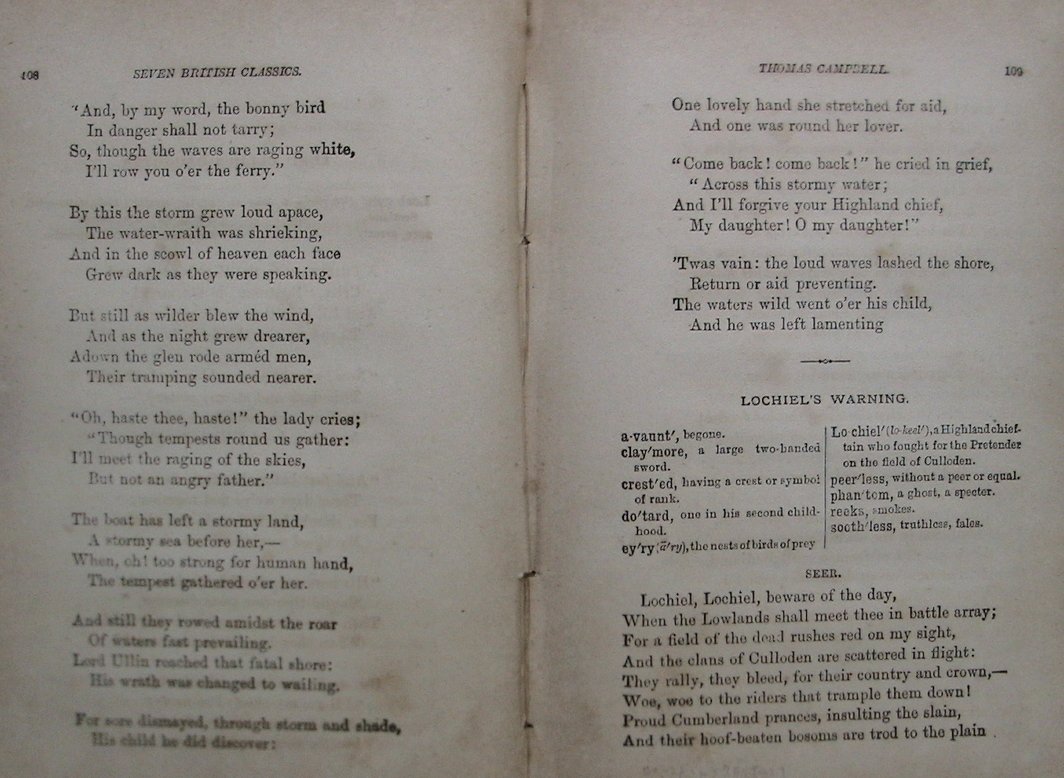 108
SEVEN BRITISH CLASSICS.
"And, by my word, the bonny bird
In danger shall not tarry;
So, though the waves are raging white,
I'll row you o'er the ferry."
By this the storm grew loud apace,
The water-wraith was shrieking,
And in the scowl of heaven each face
Grew dark as they were speaking.
But still as wilder blew the wind,
And as the night grew drearer,
Adown the glen rode arméd men,
Their tramping sounded nearer.
"Oh, haste thee, haste!" the lady cries;
"Though tempests round us gather:
I'll meet the raging of the skies,
But not an angry father."
The boat has left a stormy land,
A stormy sea before her,—
When, oh! too strong for human hand,
The tempest gathered o'er her.
And still they rowed amidst the roar
Of waters fast prevailing.
Lord Ullin reached that fatal shore:
His wrath was changed to wailing.
For sore dismayed, through storm and shade,
His child he did discover:
THOMAS CAMPBELL.
109
One lovely hand she stretched for aid,
And one was round her lover.
"Come back! come back!" he cried in grief,
"Across this stormy water;
And I'll forgive your Highland chief,
My daughter! O my daughter!"
'Twas vain: the loud waves lashed the shore,
Return or aid preventing.
The waters wild went o'er his child,
And he was left lamenting
LOCHIEL'S WARNING.
a-vaunt', begone.
clay'more, a large two-handed
sword.
crest'ed, having a crest or symbol
of rank.
do'tard, one in his second child-
hood.
ey'ry (ā'ry), the nests of birds of prey
Lo chiel' (lo-keel'), a Highland chief-
tain who fought for the Pretender
on the field of Culloden.
peer'less, without a peer or equal.
phan'tom, a ghost, a specter.
reeks, smokes.
sooth'less, truthless, false.
SEER.
Lochiel, Lochiel, beware of the day,
When the Lowlands shall meet thee in battle array;
For a field of the dead rushes red on my sight,
And the clans of Culloden are scattered in flight:
They rally, they bleed, for their country and crown,—
Woe, woe to the riders that trample them down!
Proud Cumberland prances, insulting the slain,
And their hoof-beaten bosoms are trod to the plain.